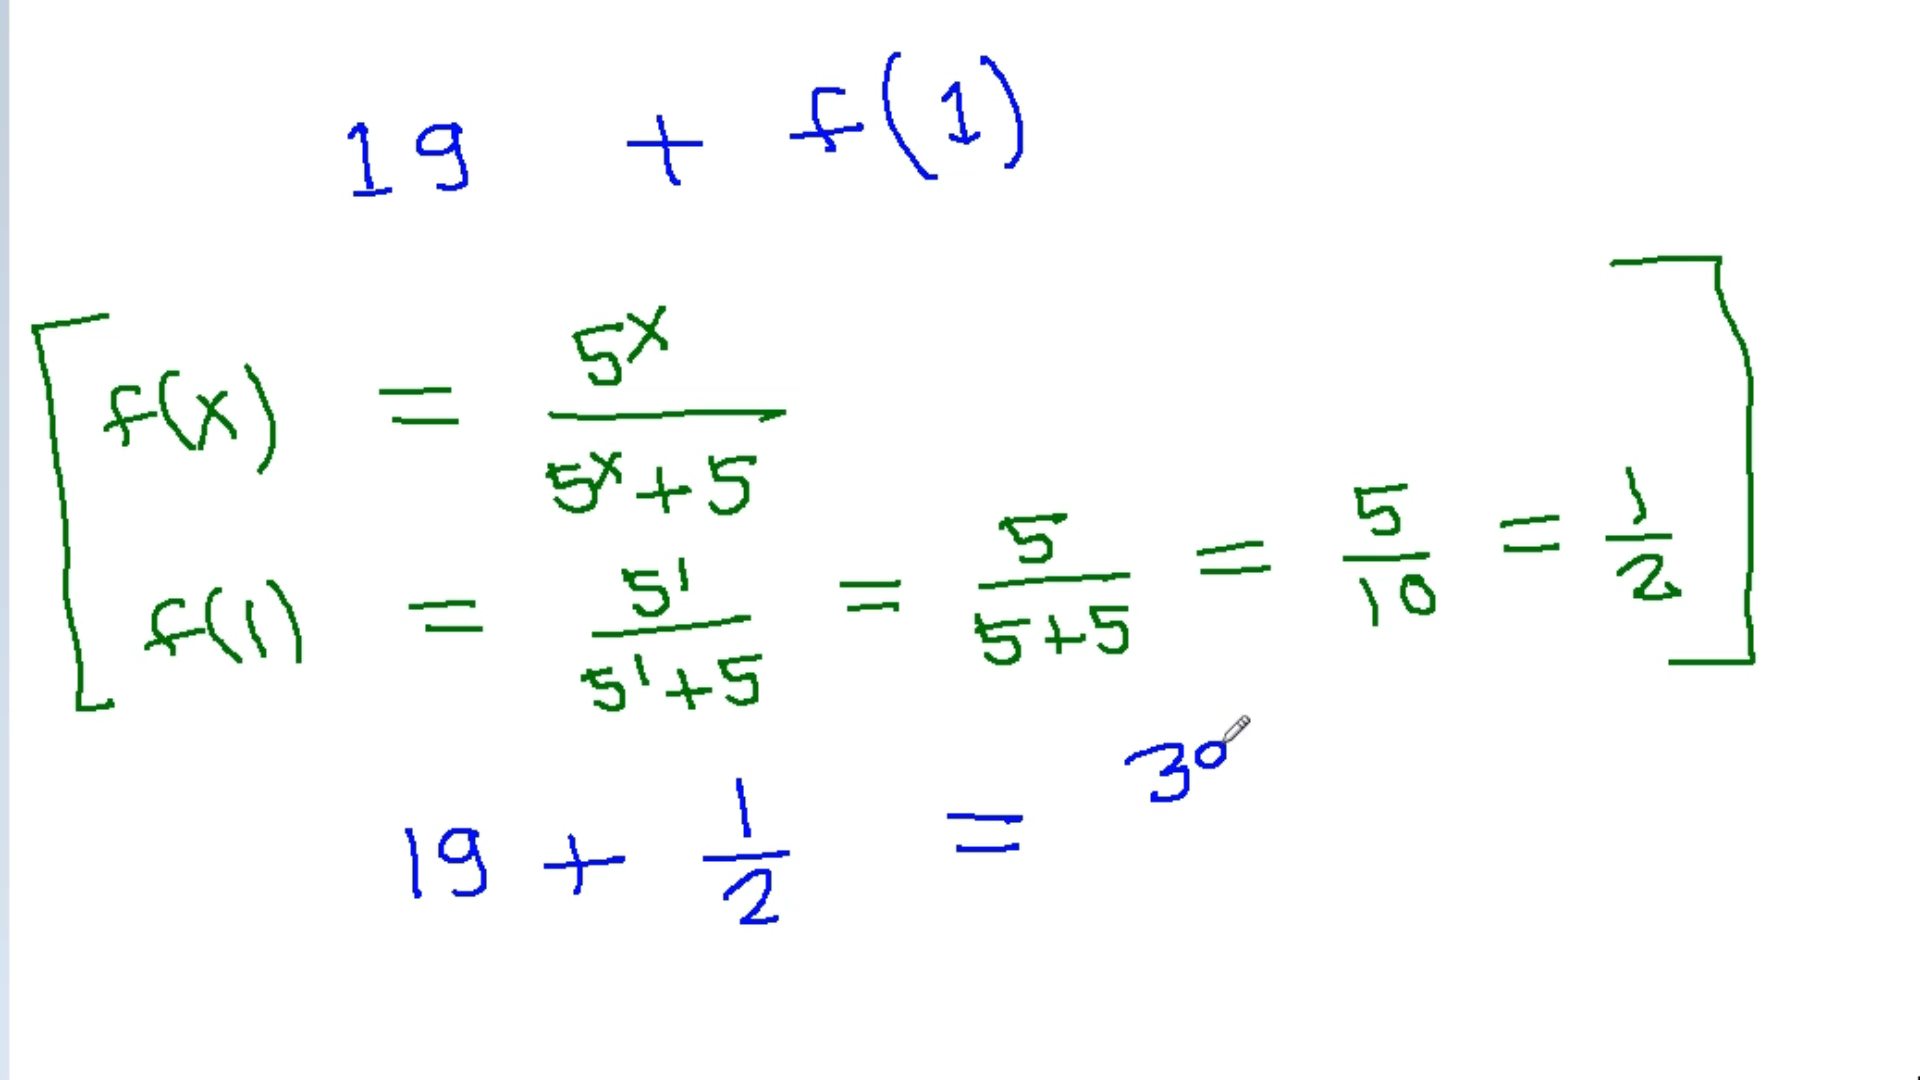 19 + f(1)
[ f(x) = 5^x / (5^x + 5)
f(1) = 5^1 / (5^1 + 5) = 5 / (5 + 5) = 5/10 = 1/2 ]
19 + 1/2 = 3